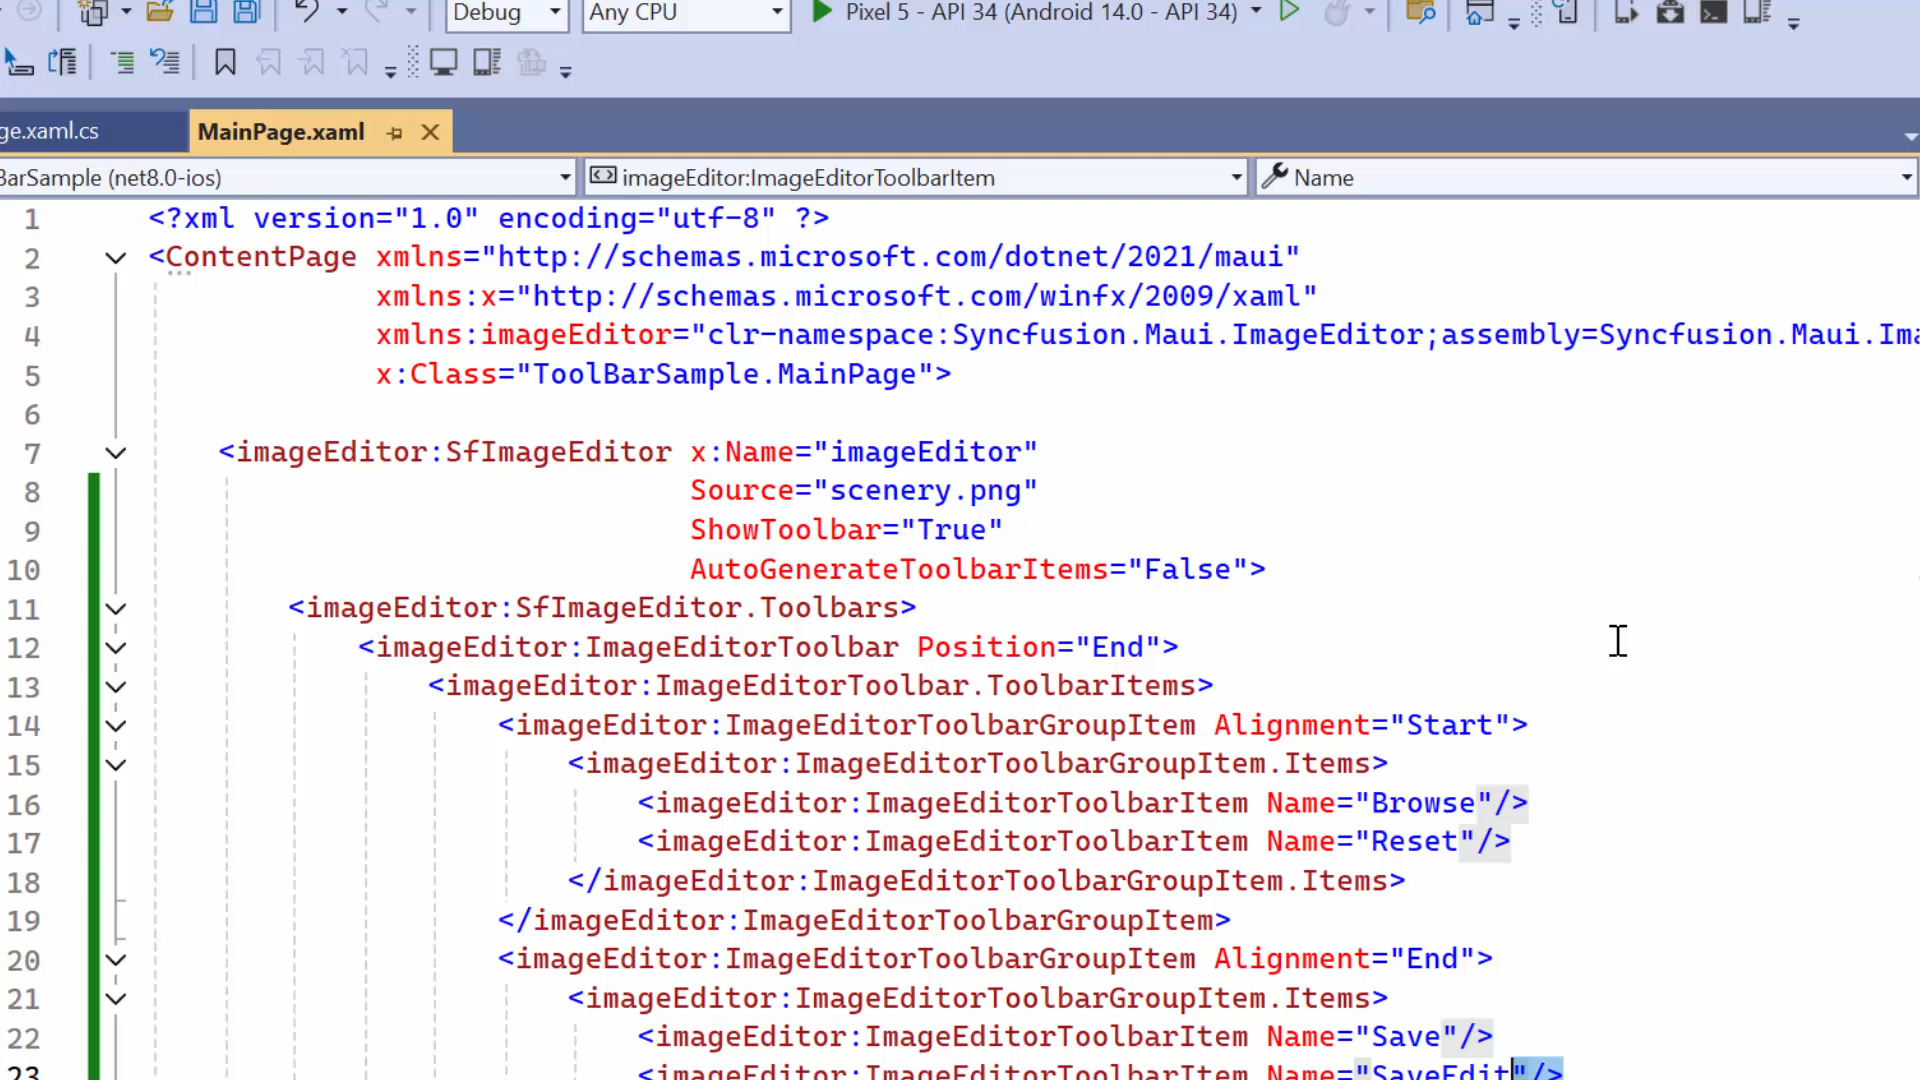 Debug Any CPU Pixel 5 - API 34 (Android 14.0 - API 34)
ge.xaml.cs MainPage.xaml
BarSample (net8.0-ios) imageEditor:ImageEditorToolbarItem Name
1 <?xml version="1.0" encoding="utf-8" ?>
2 <ContentPage xmlns="http://schemas.microsoft.com/dotnet/2021/maui"
3 xmlns:x="http://schemas.microsoft.com/winfx/2009/xaml"
4 xmlns:imageEditor="clr-namespace:Syncfusion.Maui.ImageEditor;assembly=Syncfusion.Maui.Ima
5 x:Class="ToolBarSample.MainPage">
6
7 <imageEditor:SfImageEditor x:Name="imageEditor"
8 Source="scenery.png"
9 ShowToolbar="True"
10 AutoGenerateToolbarItems="False">
11 <imageEditor:SfImageEditor.Toolbars>
12 <imageEditor:ImageEditorToolbar Position="End">
13 <imageEditor:ImageEditorToolbar.ToolbarItems>
14 <imageEditor:ImageEditorToolbarGroupItem Alignment="Start">
15 <imageEditor:ImageEditorToolbarGroupItem.Items>
16 <imageEditor:ImageEditorToolbarItem Name="Browse"/>
17 <imageEditor:ImageEditorToolbarItem Name="Reset"/>
18 </imageEditor:ImageEditorToolbarGroupItem.Items>
19 </imageEditor:ImageEditorToolbarGroupItem>
20 <imageEditor:ImageEditorToolbarGroupItem Alignment="End">
21 <imageEditor:ImageEditorToolbarGroupItem.Items>
22 <imageEditor:ImageEditorToolbarItem Name="Save"/>
23 <imageEditor:ImageEditorToolbarItem Name="SaveEdit"/>